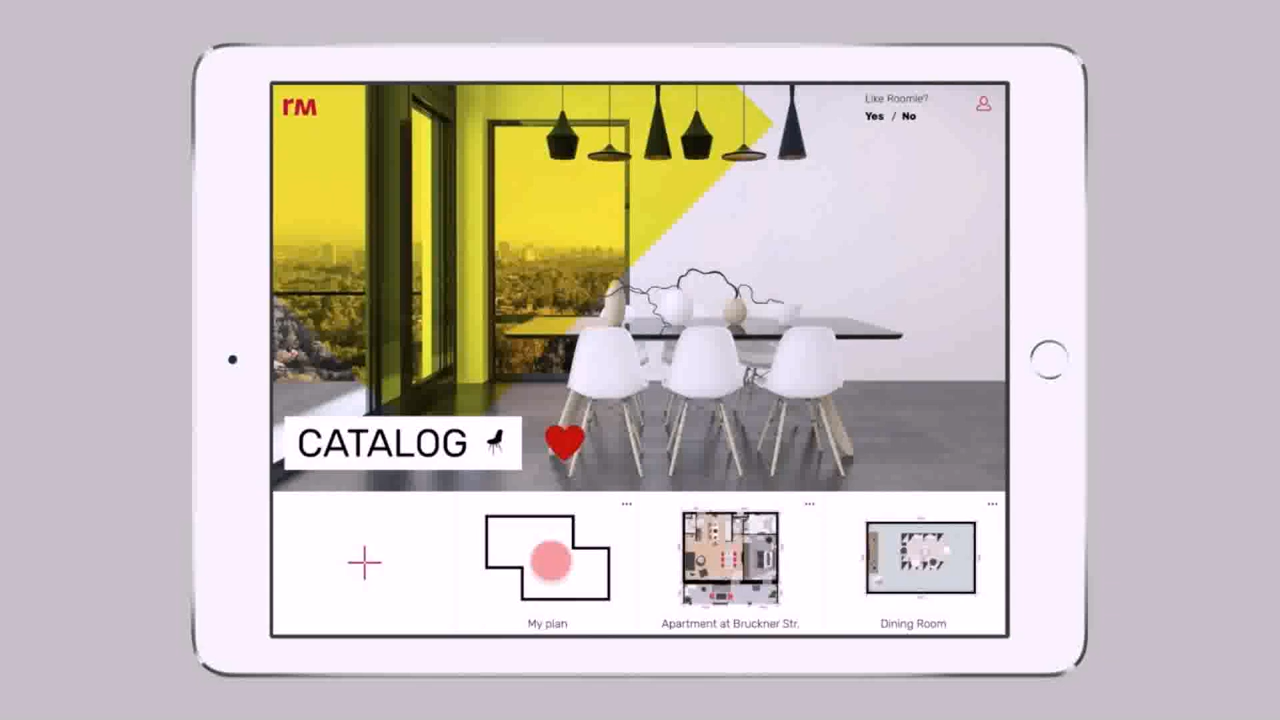 rm
Like Roomle?
Yes / No
CATALOG
My plan
Apartment at Bruckner Str.
Dining Room